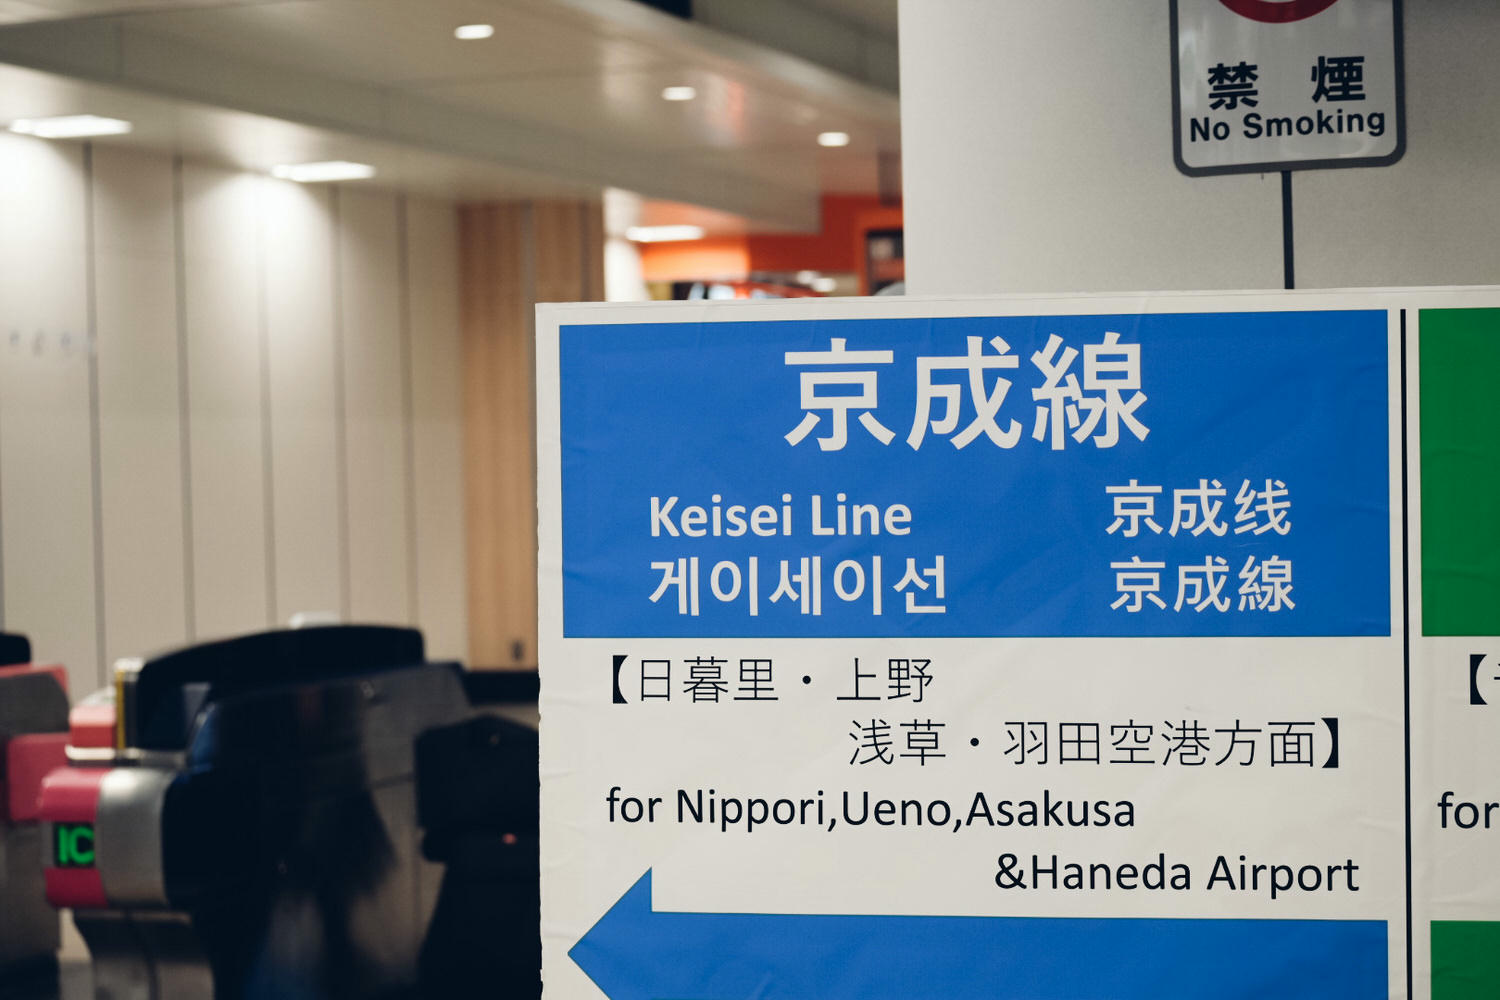 禁 煙
No Smoking
京成線
Keisei Line
京成线
게이세이선
京成線
【日暮里・上野
浅草・羽田空港方面】
for Nippori,Ueno,Asakusa
&Haneda Airport
【
for
IC